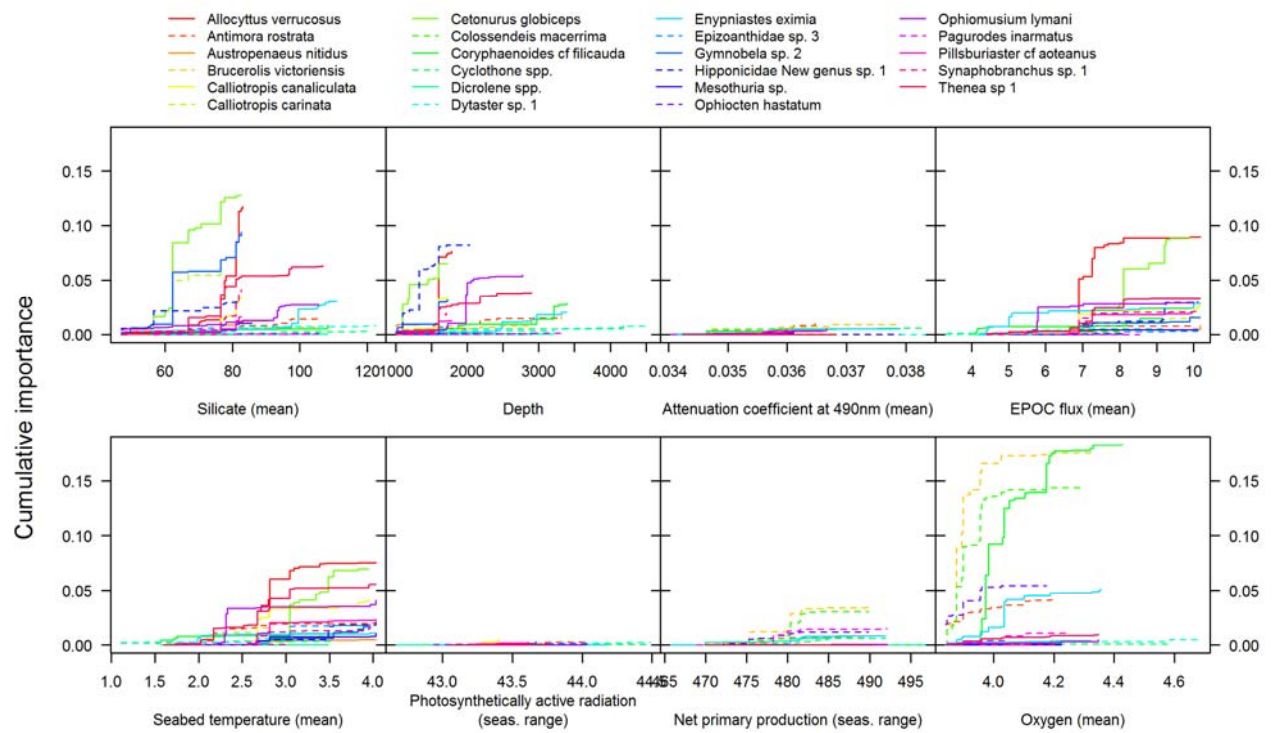 Allocyttus verrucosus
Antimora rostrata
Austropenaeus nitidus
Brucerolis victoriensis
Calliotropis canaliculata
Calliotropis carinata
Cetonurus globiceps
Colossendeis macerrima
Coryphaenoides cf filicauda
Cyclothone spp.
Dicrolene spp.
Dytaster sp. 1
Enypniastes eximia
Epizoanthidae sp. 3
Gymnobela sp. 2
Hipponicidae New genus sp. 1
Mesothuria sp.
Ophiocten hastatum
Ophiomusium lymani
Pagurodes inarmatus
Pillsburiaster cf aoteanus
Synaphobranchus sp. 1
Thenea sp 1
Cumulative importance
0.15
0.10
0.05
0.00
0.15
0.10
0.05
0.00
60 80 100 120
1000 2000 3000 4000
0.034 0.035 0.036 0.037 0.038
4 5 6 7 8 9 10
Silicate (mean)
Depth
Attenuation coefficient at 490nm (mean)
EPOC flux (mean)
0.15
0.10
0.05
0.00
0.15
0.10
0.05
0.00
1.0 1.5 2.0 2.5 3.0 3.5 4.0
43.0 43.5 44.0
470 475 480 485 490 495
4.0 4.2 4.4 4.6
Seabed temperature (mean)
Photosynthetically active radiation
(seas. range)
Net primary production (seas. range)
Oxygen (mean)